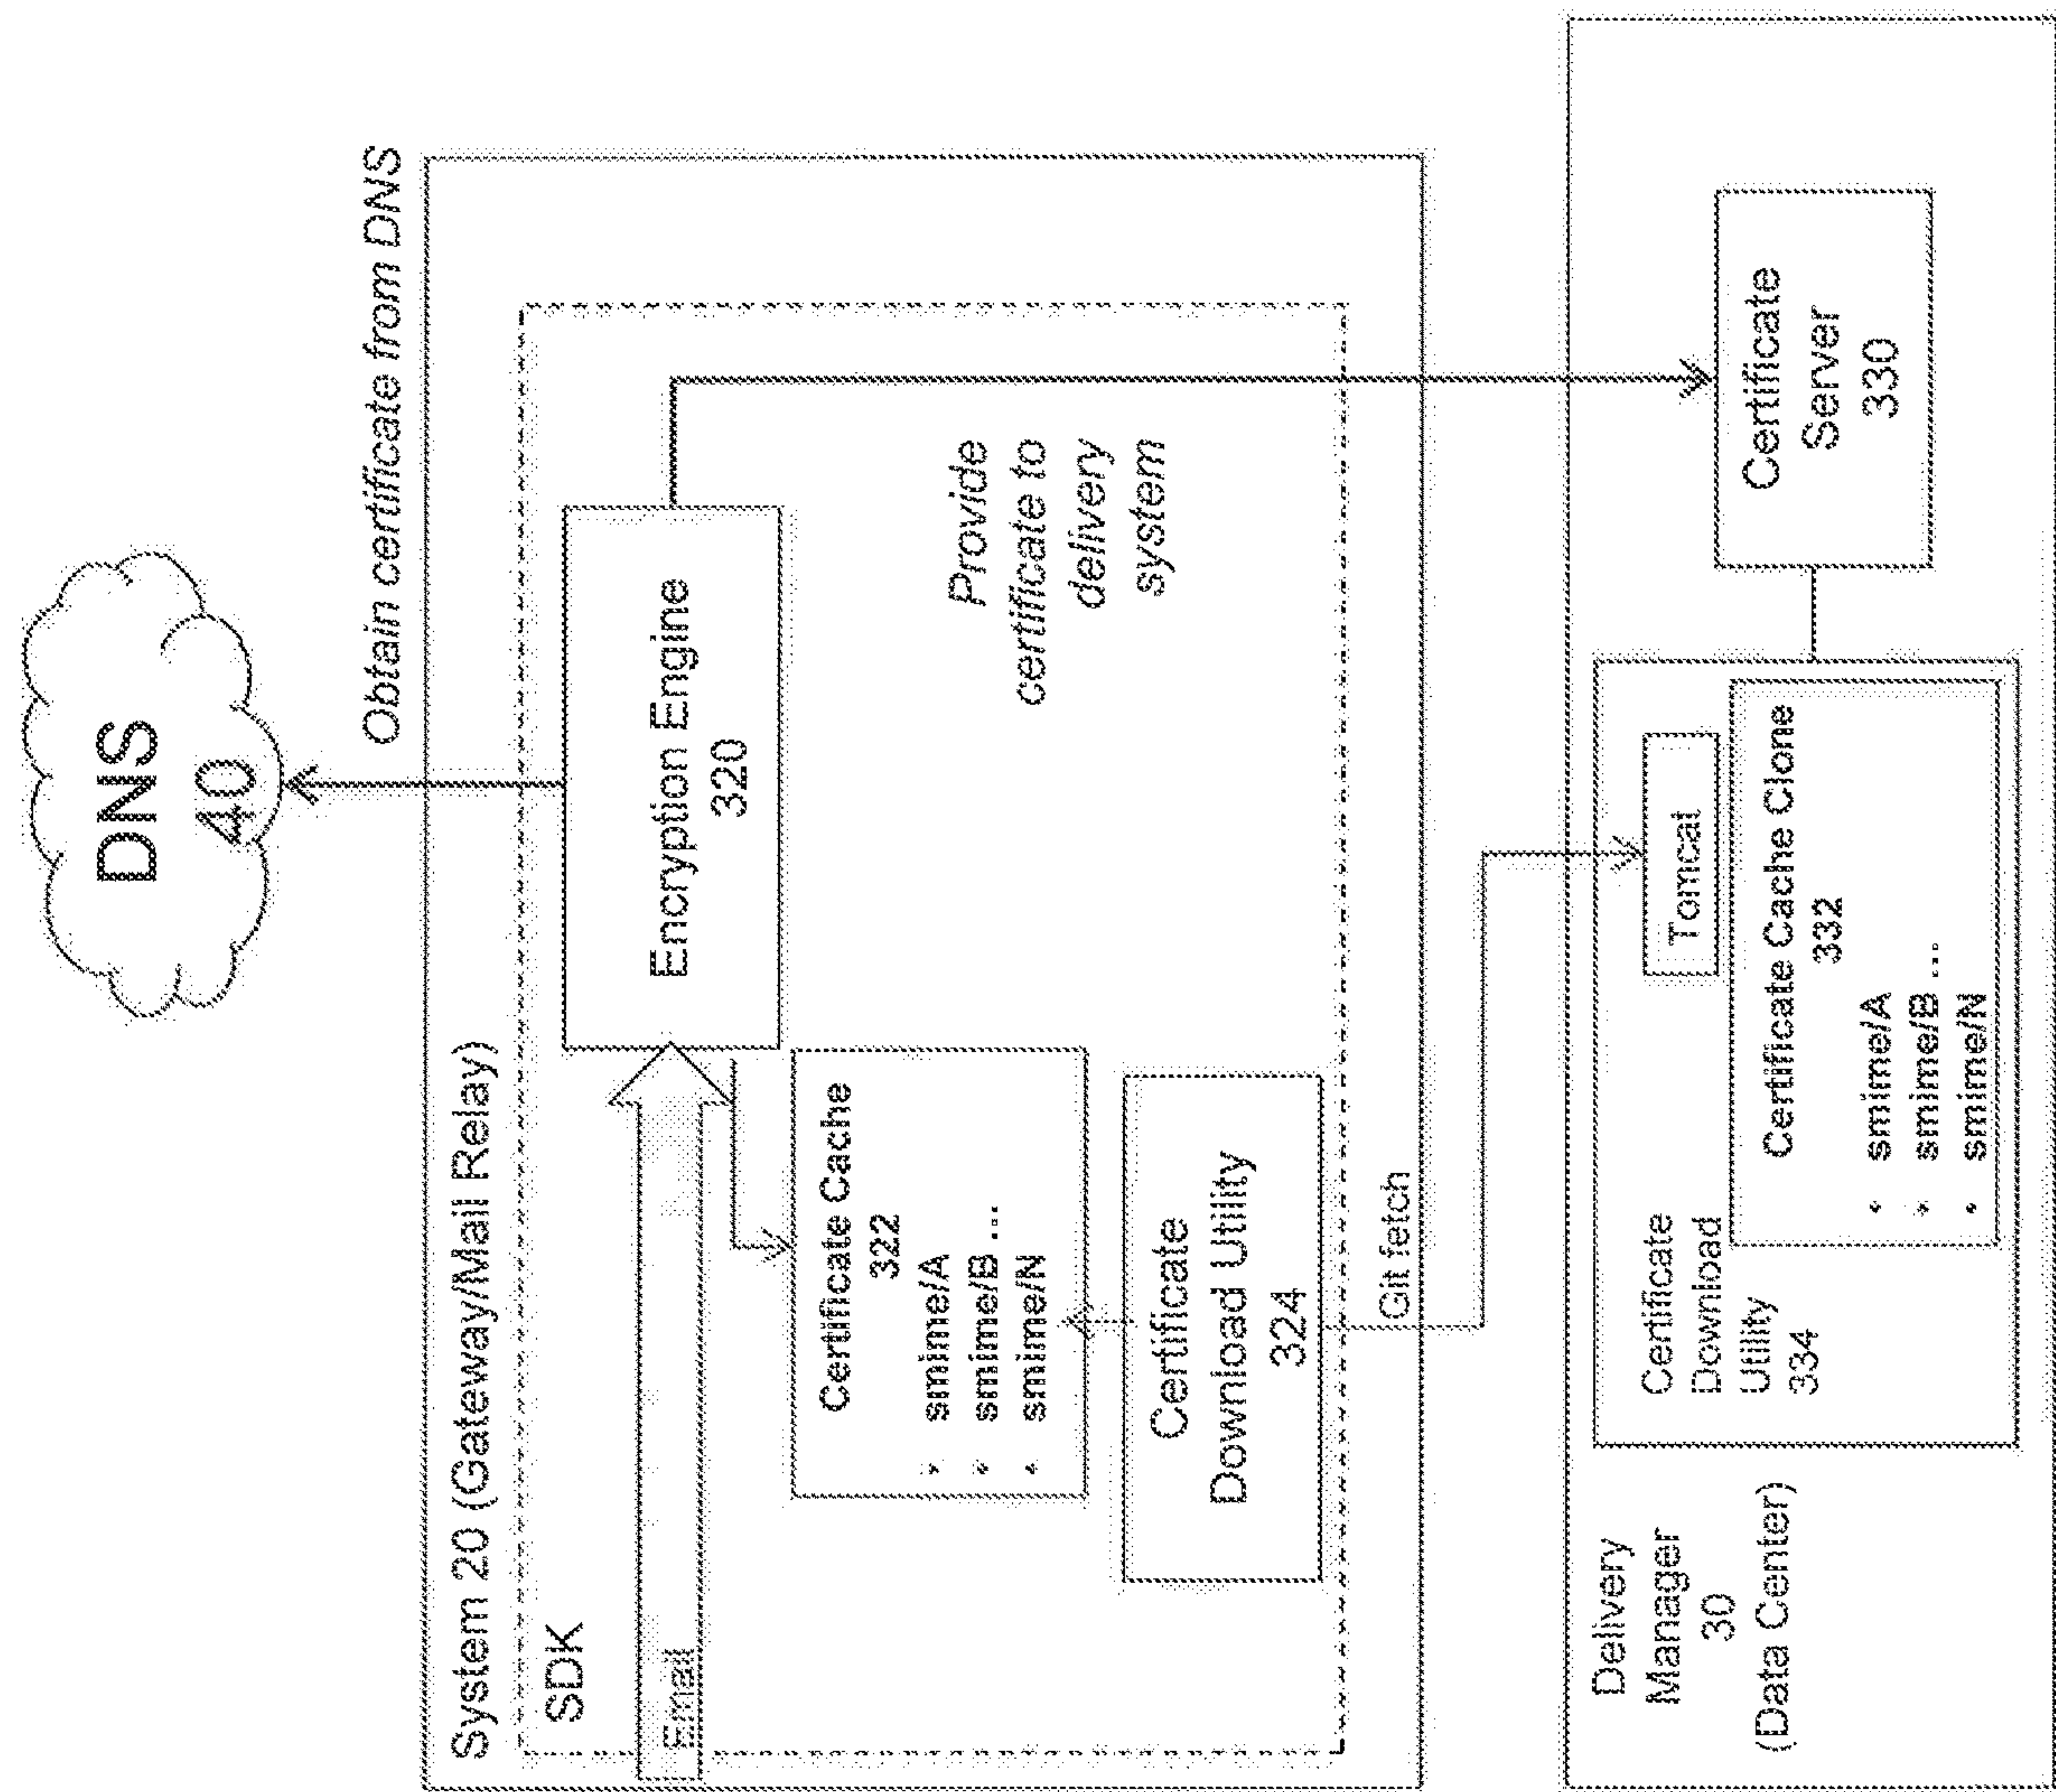 DNS
40
Obtain certificate from DNS
System 20 (Gateway/Mail Relay)
SDK
Email
Encryption Engine
320
Certificate Cache
322
smime/A
smime/B ...
smime/N
Provide
certificate to
delivery
system
Certificate
Download Utility
324
Git fetch
Delivery
Manager
30
(Data Center)
Certificate
Download
Utility
334
Tomcat
Certificate Cache Clone
332
smime/A
smime/B ...
smime/N
Certificate
Server
330